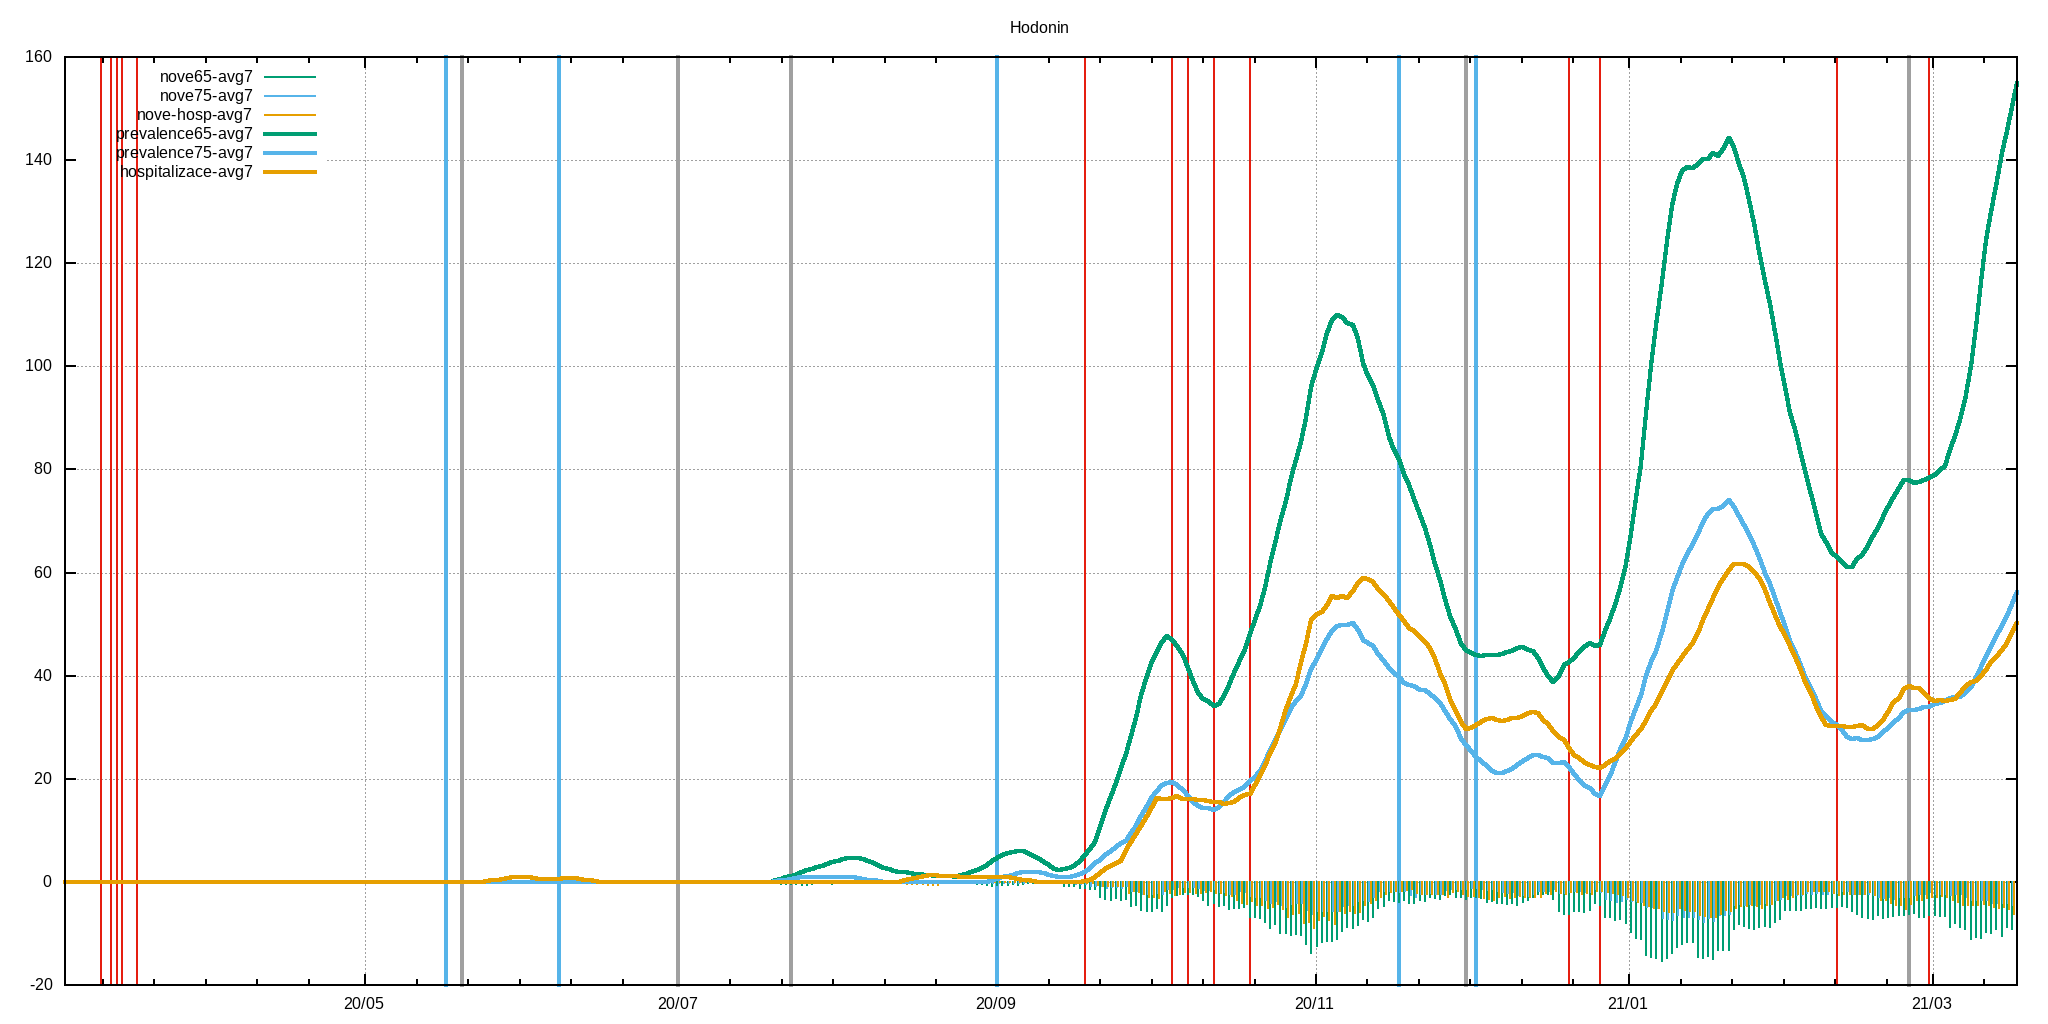 Hodonin
160
140
120
100
80
60
40
20
0
-20
nove65-avg7
nove75-avg7
nove-hosp-avg7
prevalence65-avg7
prevalence75-avg7
hospitalizace-avg7
20/05 20/07 20/09 20/11 21/01 21/03